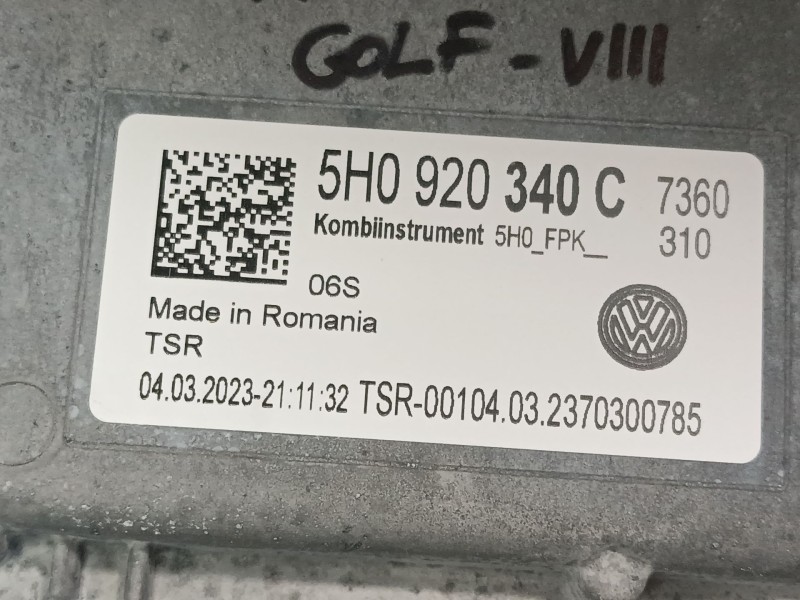 GOLF-VIII
5H0 920 340 C 7360
Kombiinstrument 5H0_FPK__ 310
06S
Made in Romania
TSR
04.03.2023-21:11:32 TSR-00104.03.2370300785